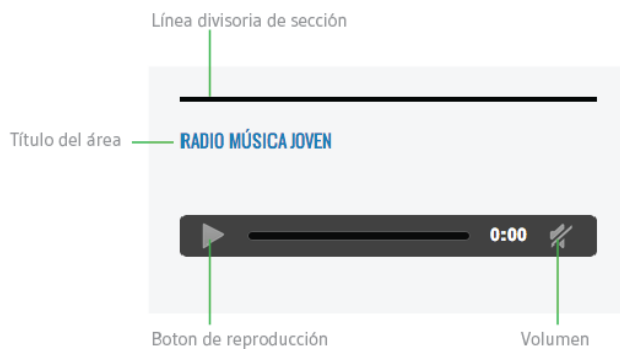 Línea divisoria de sección
Título del área
RADIO MÚSICA JOVEN
0:00
Boton de reproducción
Volumen